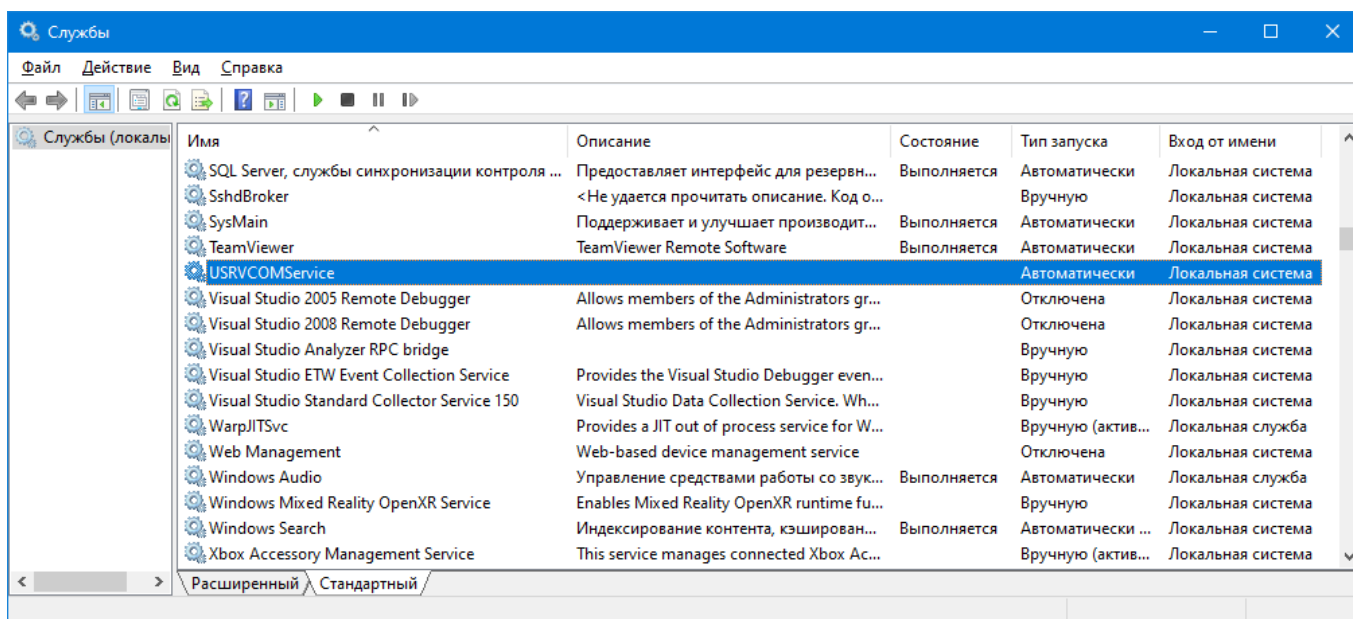 Службы
Файл Действие Вид Справка
Службы (локалы
Имя Описание Состояние Тип запуска Вход от имени
SQL Server, службы синхронизации контроля ... Предоставляет интерфейс для резервн... Выполняется Автоматически Локальная система
SshdBroker <Не удается прочитать описание. Код о... Вручную Локальная система
SysMain Поддерживает и улучшает производит... Выполняется Автоматически Локальная система
TeamViewer TeamViewer Remote Software Выполняется Автоматически Локальная система
USRVCOMService Автоматически Локальная система
Visual Studio 2005 Remote Debugger Allows members of the Administrators gr... Отключена Локальная система
Visual Studio 2008 Remote Debugger Allows members of the Administrators gr... Отключена Локальная система
Visual Studio Analyzer RPC bridge Вручную Локальная система
Visual Studio ETW Event Collection Service Provides the Visual Studio Debugger even... Вручную Локальная система
Visual Studio Standard Collector Service 150 Visual Studio Data Collection Service. Wh... Вручную Локальная система
WarpJITSvc Provides a JIT out of process service for W... Вручную (актив... Локальная служба
Web Management Web-based device management service Отключена Локальная система
Windows Audio Управление средствами работы со звук... Выполняется Автоматически Локальная служба
Windows Mixed Reality OpenXR Service Enables Mixed Reality OpenXR runtime fu... Вручную Локальная система
Windows Search Индексирование контента, кэширован... Выполняется Автоматически ... Локальная система
Xbox Accessory Management Service This service manages connected Xbox Ac... Вручную (актив... Локальная система
Расширенный Стандартный